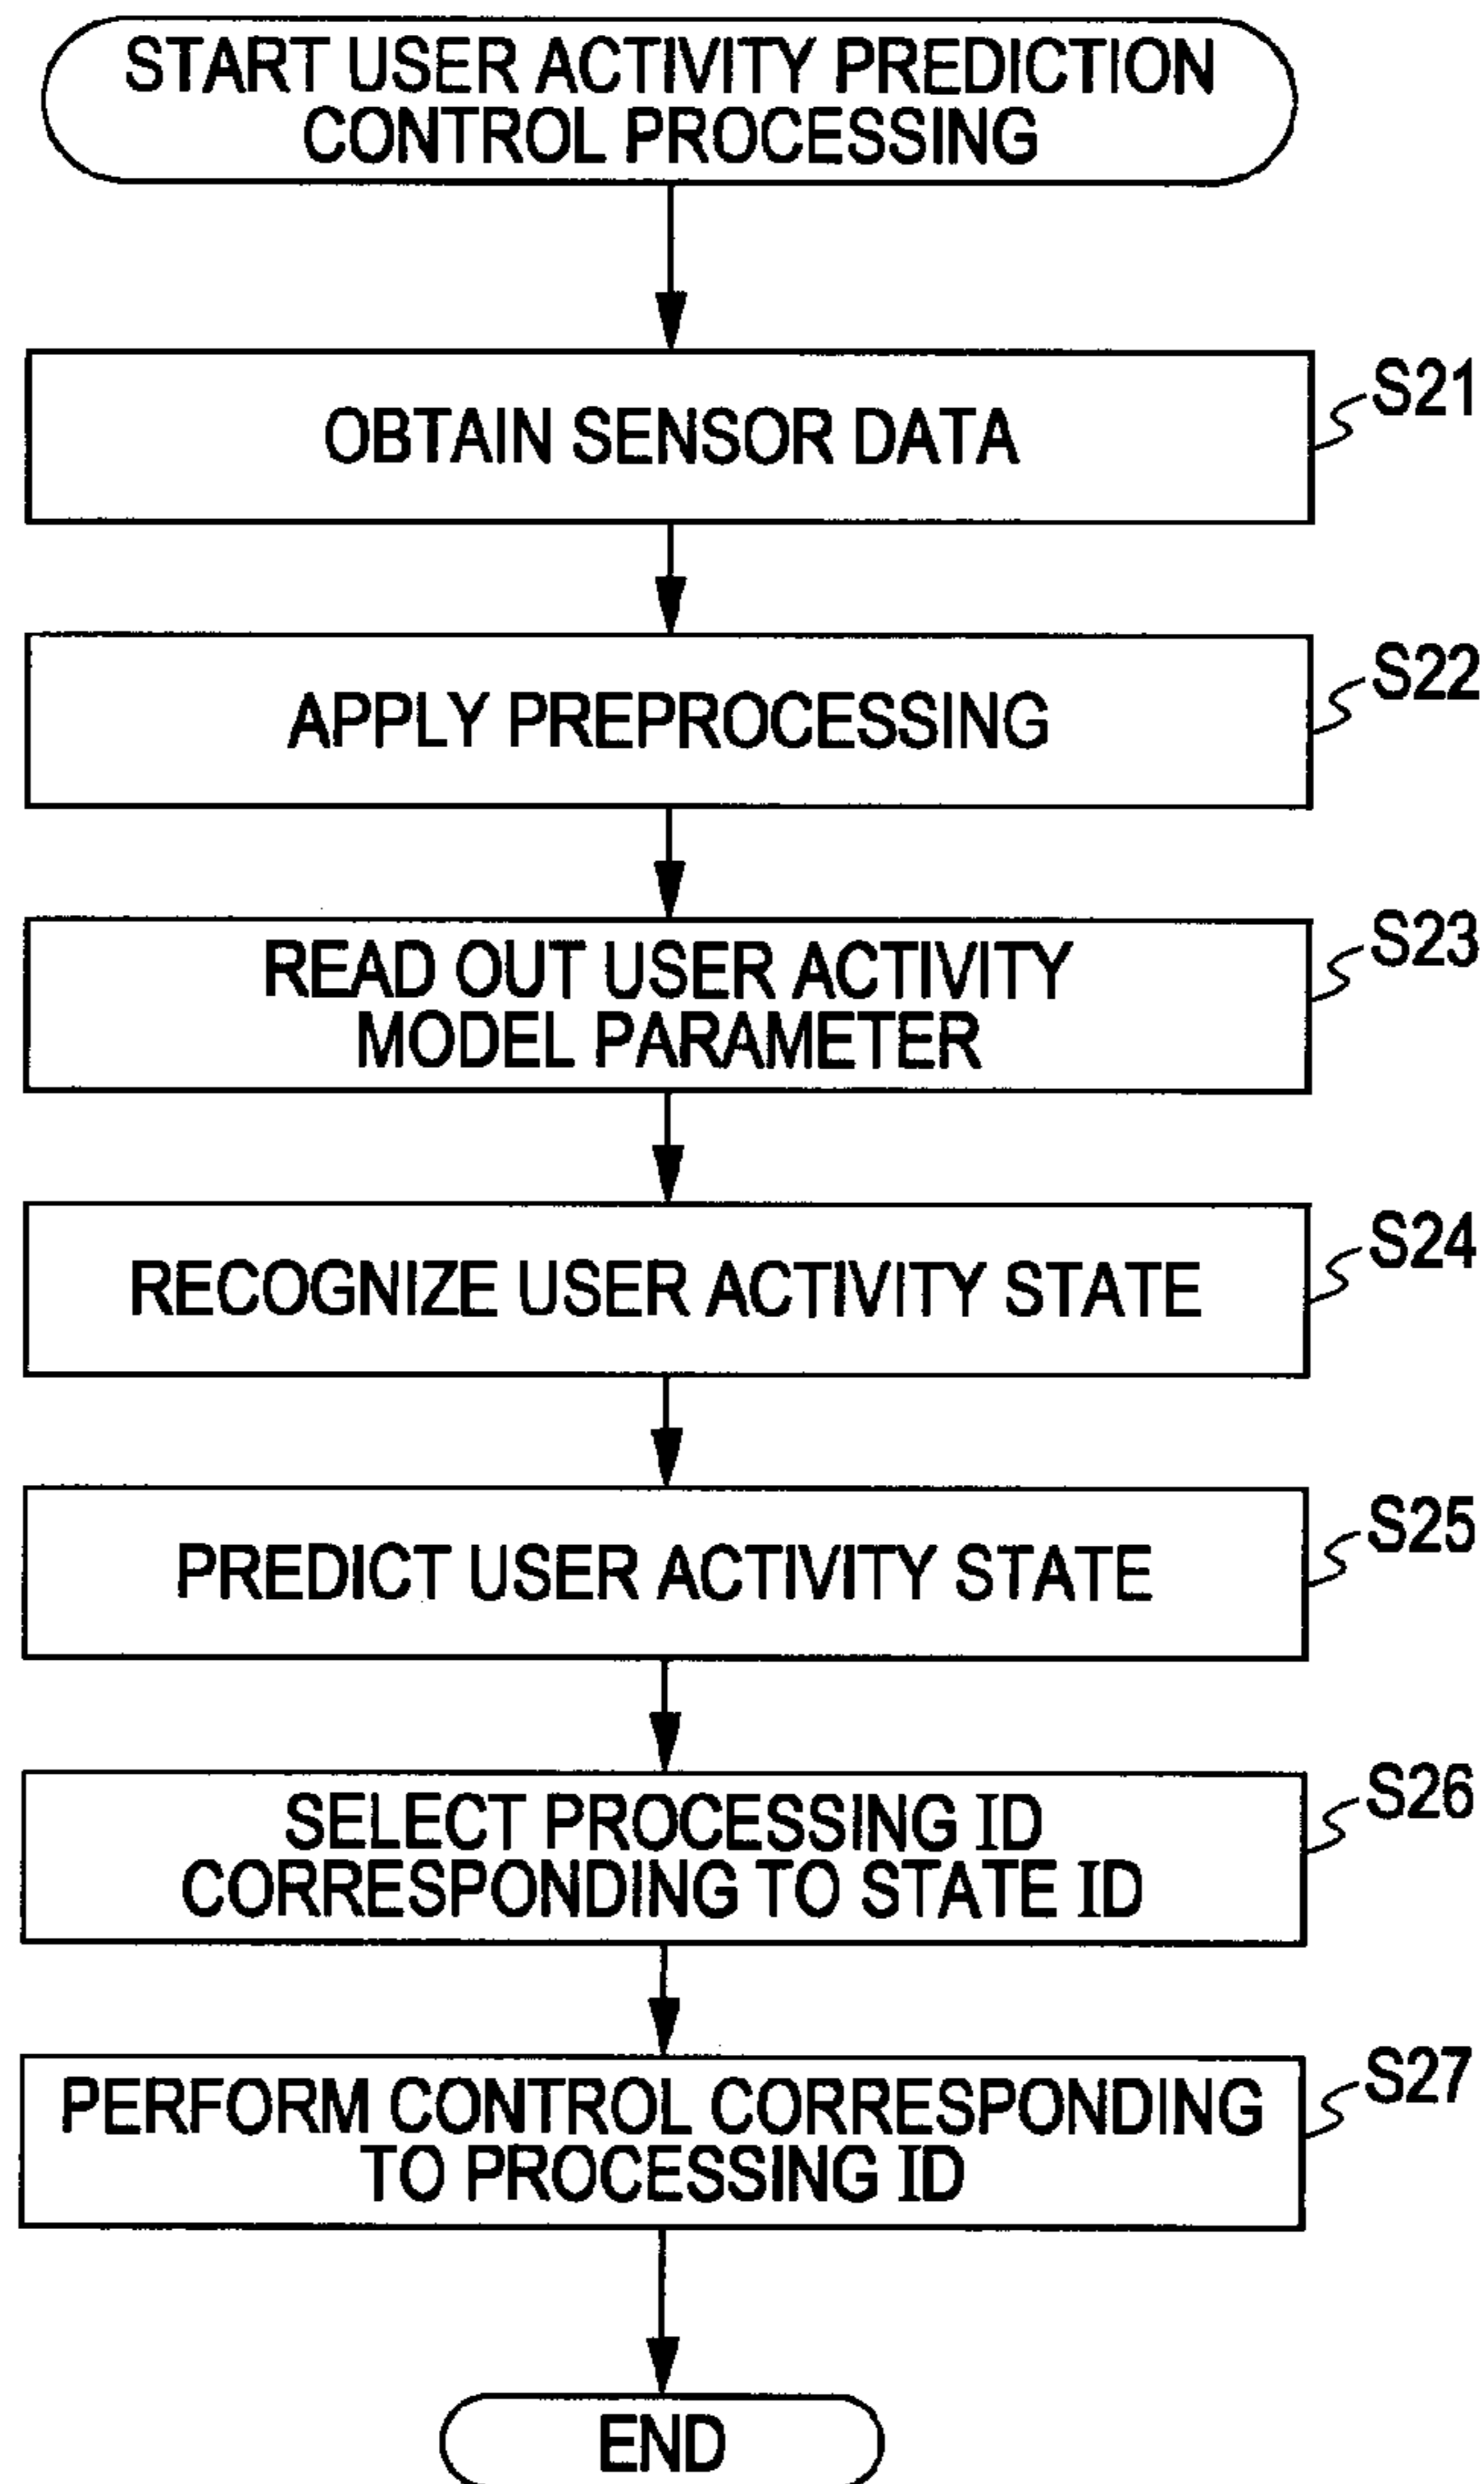 START USER ACTIVITY PREDICTION
CONTROL PROCESSING
OBTAIN SENSOR DATA
S21
APPLY PREPROCESSING
S22
READ OUT USER ACTIVITY
MODEL PARAMETER
S23
RECOGNIZE USER ACTIVITY STATE
S24
PREDICT USER ACTIVITY STATE
S25
SELECT PROCESSING ID
CORRESPONDING TO STATE ID
S26
PERFORM CONTROL CORRESPONDING
TO PROCESSING ID
S27
END